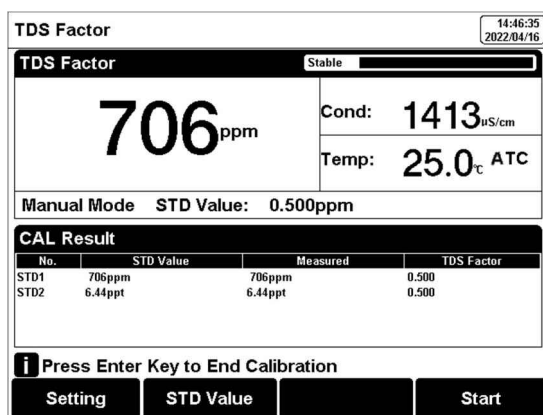 TDS Factor
14:46:35
2022/04/16
TDS Factor
Stable
706ppm
Cond: 1413µS/cm
Temp: 25.0℃ ATC
Manual Mode STD Value: 0.500ppm
CAL Result
No. STD Value Measured TDS Factor
STD1 706ppm 706ppm 0.500
STD2 6.44ppt 6.44ppt 0.500
i Press Enter Key to End Calibration
Setting STD Value Start